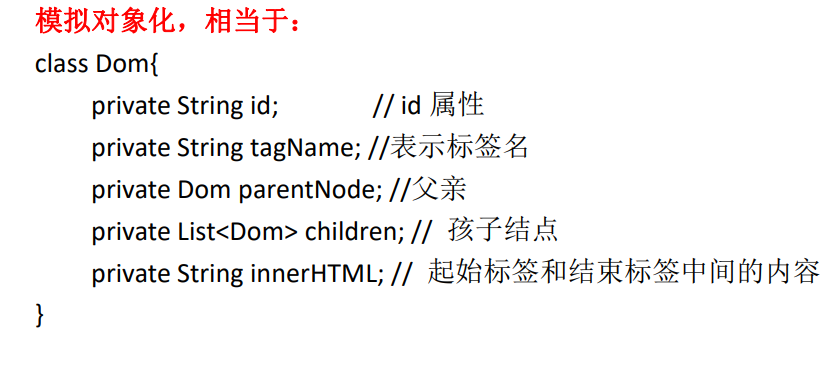 模拟对象化，相当于：
class Dom{
private String id; // id 属性
private String tagName; //表示标签名
private Dom parentNode; //父亲
private List<Dom> children; // 孩子结点
private String innerHTML; // 起始标签和结束标签中间的内容
}